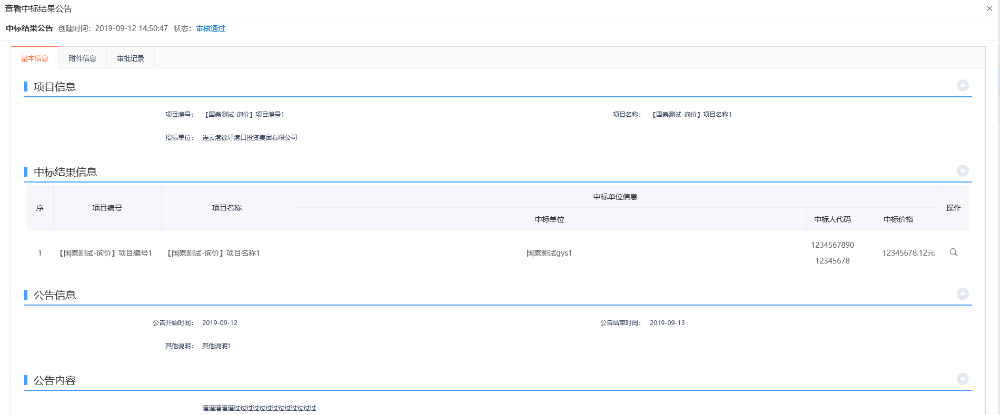 查看中标结果公告
中标结果公告 创建时间：2019-09-12 14:50:47 状态：审核通过
基本信息 附件信息 审批记录
项目信息
项目编号：【国泰测试-询价】项目编号1 项目名称：【国泰测试-询价】项目名称1
招标单位：连云港徐圩港口投资集团有限公司
中标结果信息
中标单位信息
序 项目编号 项目名称 操作
中标单位 中标人代码 中标价格
1234567890
1 【国泰测试-询价】项目编号1 【国泰测试-询价】项目名称1 国泰测试gys1 12345678.12元
12345678
公告信息
公告开始时间：2019-09-12 公告结束时间：2019-09-13
其他说明：其他说明1
公告内容
灌灌灌灌灌过过过过过过过过过过过过过